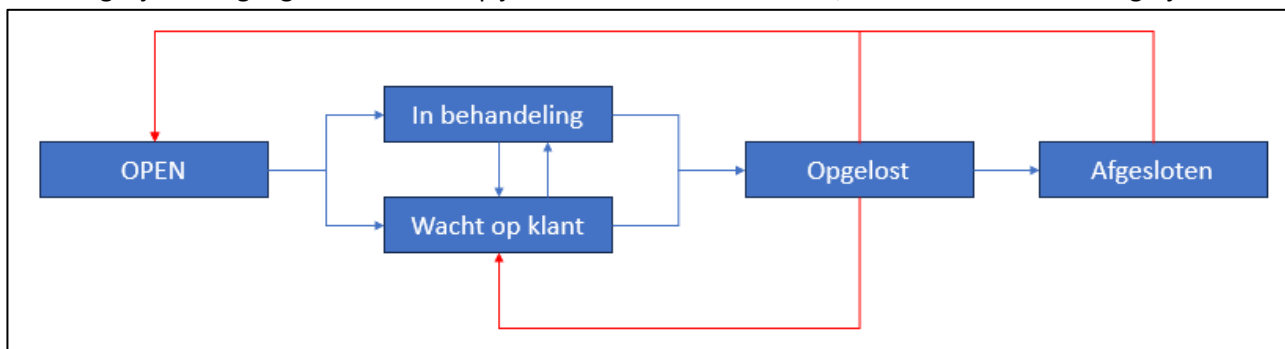 In behandeling
OPEN
Opgelost
Afgesloten
Wacht op klant